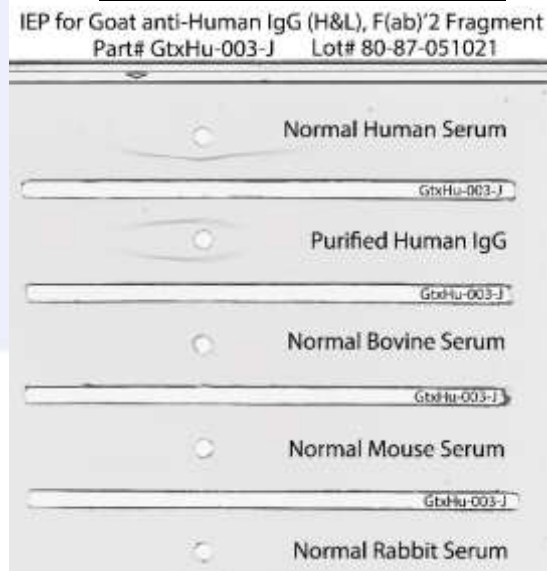 IEP for Goat anti-Human IgG (H&L), F(ab)'2 Fragment
Part# GtxHu-003-J Lot# 80-87-051021
Normal Human Serum
GtxHu-003-J
Purified Human IgG
GtxHu-003-J
Normal Bovine Serum
GtxHu-003-J
Normal Mouse Serum
GtxHu-003-J
Normal Rabbit Serum